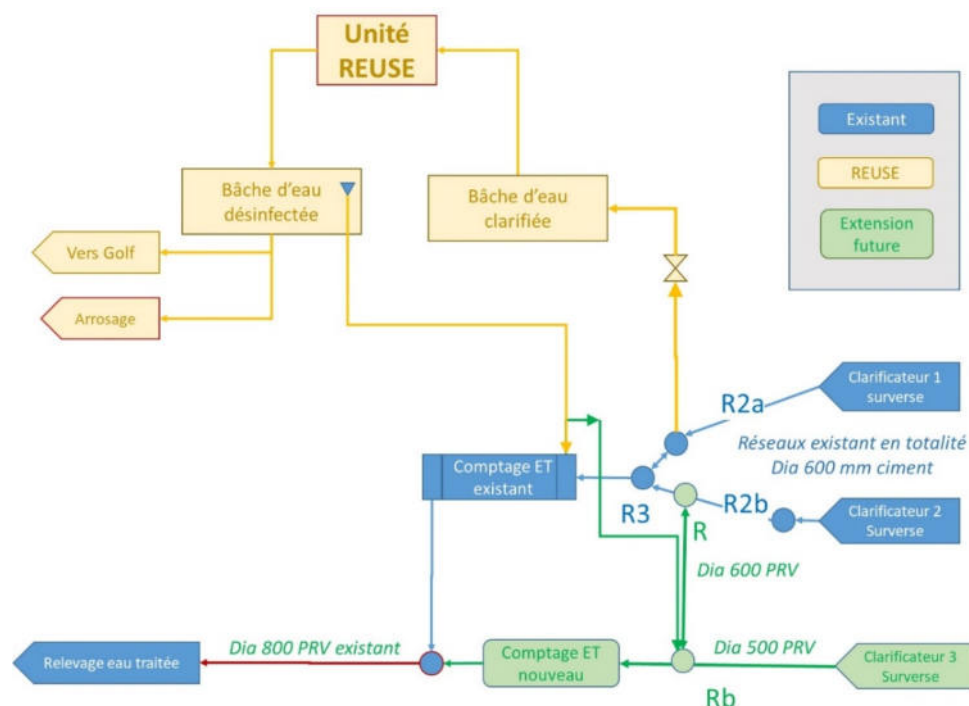 Unité
REUSE
Existant
REUSE
Extension
future
Bâche d'eau
désinfectée
Bâche d'eau
clarifiée
Vers Golf
Arrosage
Clarificateur 1
surverse
R2a
Réseaux existant en totalité
Dia 600 mm ciment
Comptage ET
existant
R3
R2b
R
Clarificateur 2
Surverse
Dia 600 PRV
Relevage eau traitée
Dia 800 PRV existant
Comptage ET
nouveau
Dia 500 PRV
Rb
Clarificateur 3
Surverse